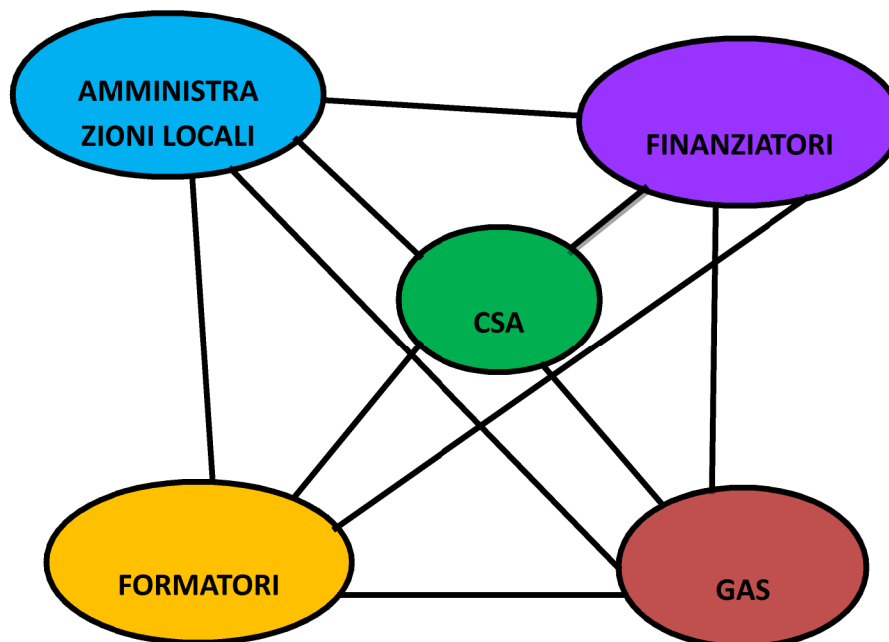 AMMINISTRA
ZIONI LOCALI
FINANZIATORI
CSA
FORMATORI
GAS